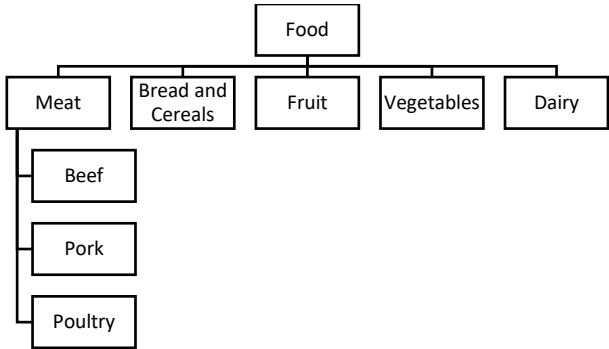 Food
Meat
Bread and
Cereals
Fruit
Vegetables
Dairy
Beef
Pork
Poultry